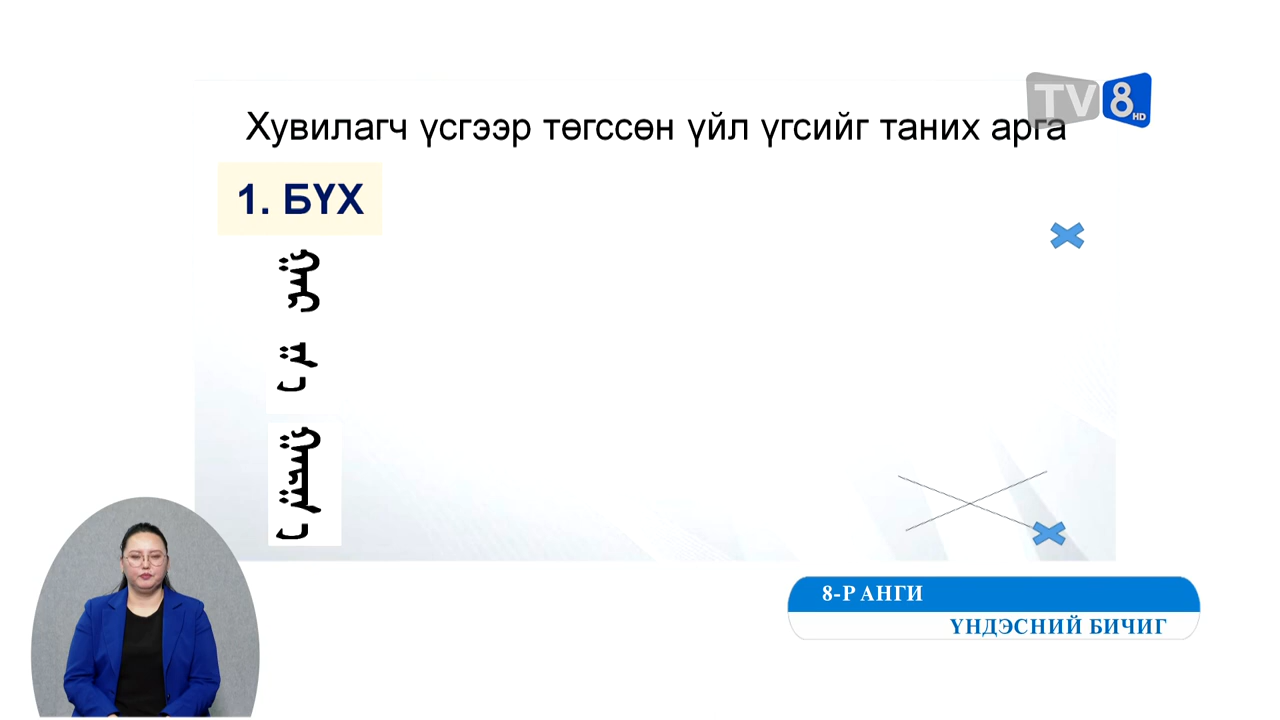 TV8 HD
Хувилагч үсгээр төгссөн үйл үгсийг таних арга
1. БҮХ
8-Р АНГИ
ҮНДЭСНИЙ БИЧИГ